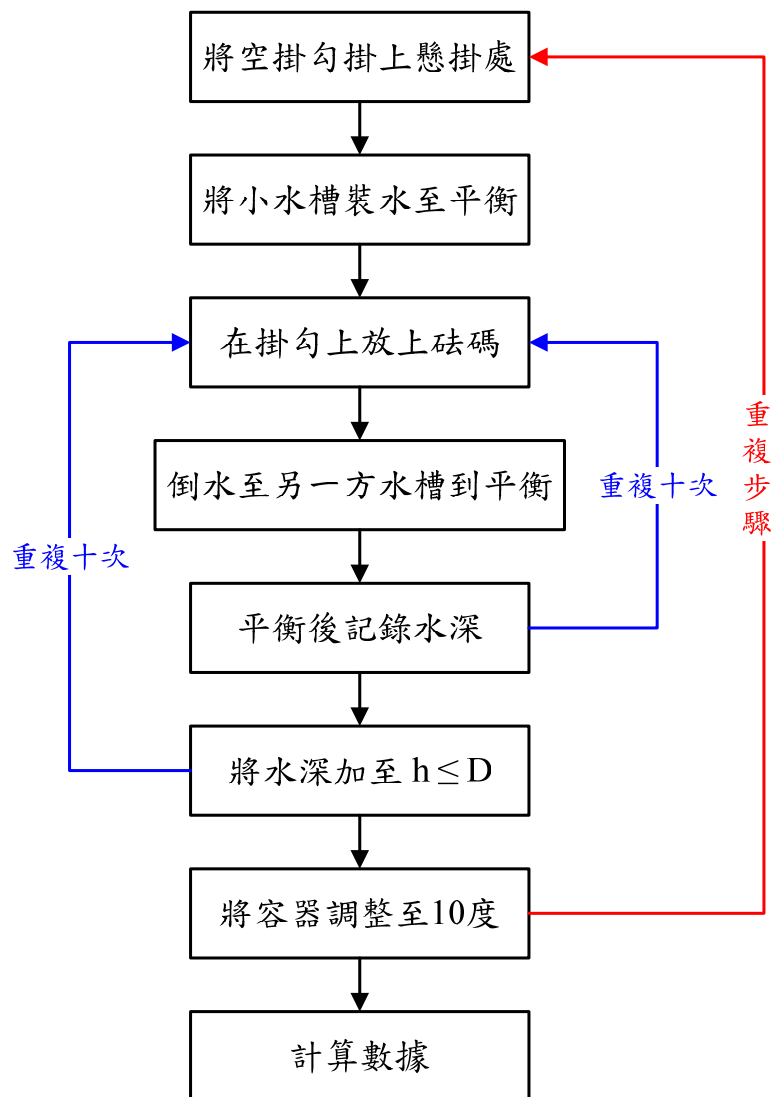 將空掛勾掛上懸掛處
將小水槽裝水至平衡
在掛勾上放上砝碼
倒水至另一方水槽到平衡
重複十次
重複十次
平衡後記錄水深
將水深加至 h ≤ D
將容器調整至10度
計算數據
重複步驟